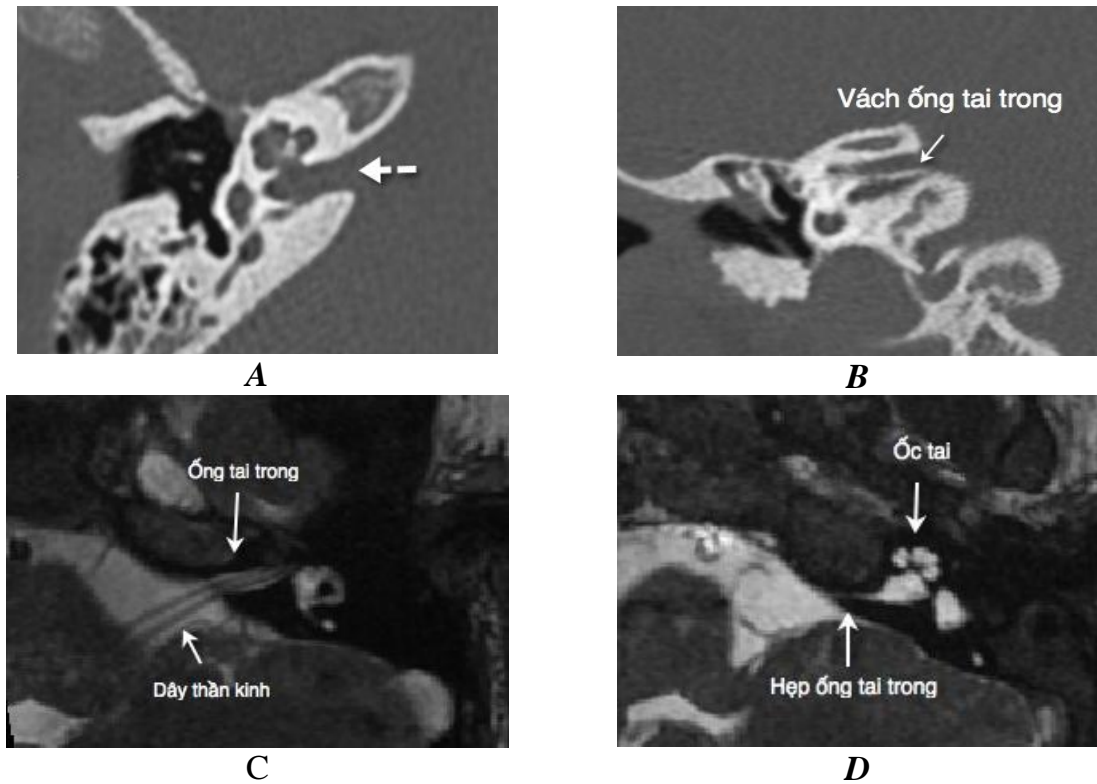 Vách ống tai trong
A
B
Ống tai trong
Dây thần kinh
Ốc tai
Hẹp ống tai trong
C
D